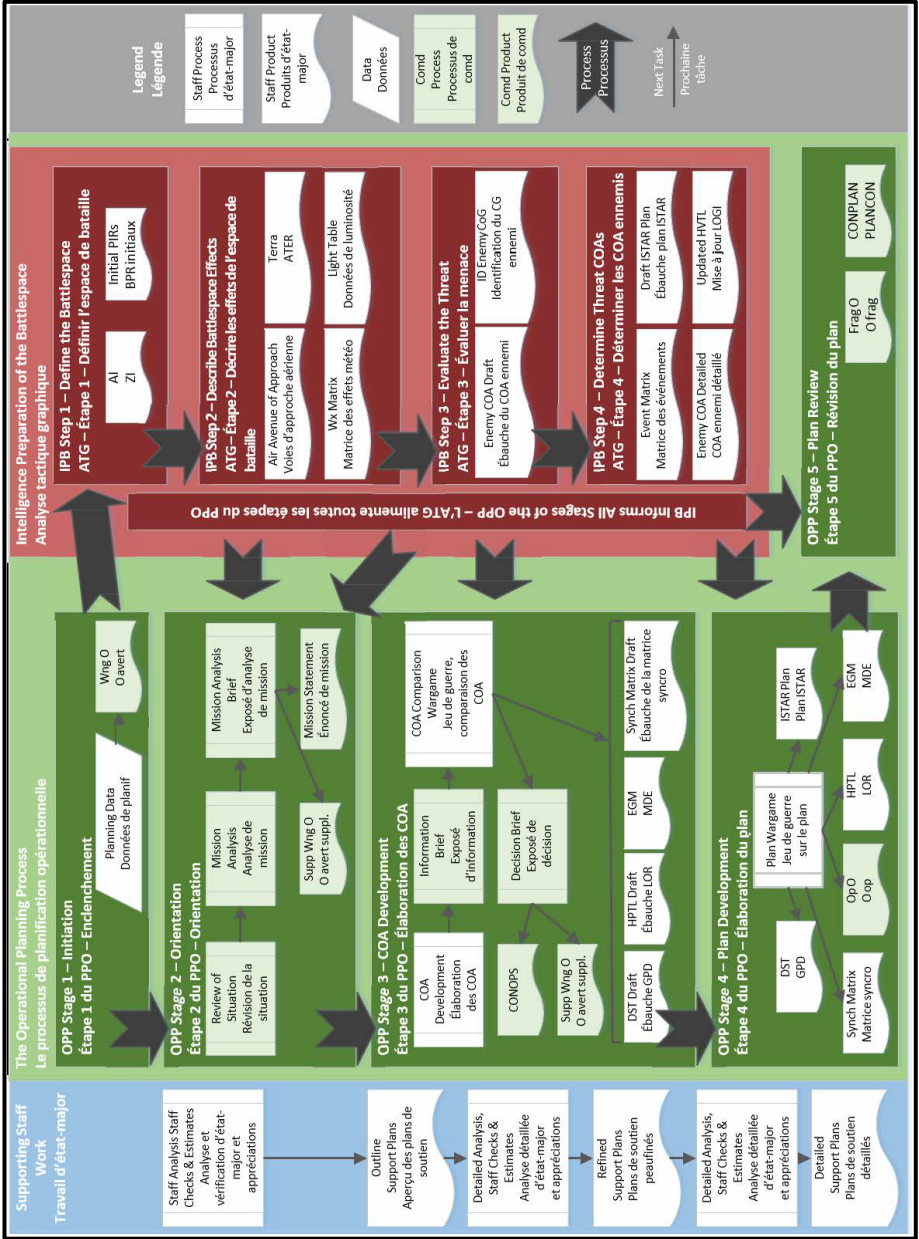 Supporting Staff
Work
Travail d'état-major
Staff Analysis Staff
Checks & Estimates
Analyse et
vérification d'état-
major et
appréciations
Outline
Support Plans
Aperçu des plans de
soutien
Detailed Analysis,
Staff Checks &
Estimates
Analyse détaillée
d'état-major
et appréciations
Refined
Support Plans
Plans de soutien
peaufinés
Detailed Analysis,
Staff Checks &
Estimates
Analyse détaillée
d'état-major
et appréciations
Detailed
Support Plans
Plans de soutien
détaillés
The Operational Planning Process
Le processus de planification opérationnelle
OPP Stage 1 – Initiation
Étape 1 du PPO – Enclenchement
Planning Data
Données de planif
Wng O
O avert
OPP Stage 2 – Orientation
Étape 2 du PPO – Orientation
Review of
Situation
Révision de la
situation
Mission
Analysis
Analyse de
mission
Mission Analysis
Brief
Exposé d'analyse
de mission
Supp Wng O
O avert suppl.
Mission Statement
Énoncé de mission
OPP Stage 3 – COA Development
Étape 3 du PPO – Élaboration des COA
COA
Development
Élaboration
des COA
Information
Brief
Exposé
d'information
COA Comparison
Wargame
Jeu de guerre,
comparaison des
COA
CONOPS
Decision Brief
Exposé de
décision
Supp Wng O
O avert suppl.
DST Draft
Ébauche GPD
HPTL Draft
Ébauche LOR
EGM
MDE
Synch Matrix Draft
Ébauche de la matrice
syncro
OPP Stage 4 – Plan Development
Étape 4 du PPO – Élaboration du plan
Plan Wargame
Jeu de guerre
sur le plan
DST
GPD
ISTAR Plan
Plan ISTAR
Synch Matrix
Matrice syncro
Op O
O op
HPTL
LOR
EGM
MDE
Intelligence Preparation of the Battlespace
Analyse tactique graphique
IPB Informs All Stages of the OPP – L'ATG alimente toutes les étapes du PPO
IPB Step 1 – Define the Battlespace
ATG – Étape 1 – Définir l'espace de bataille
AI
ZI
Initial PIRs
BPR initiaux
IPB Step 2 – Describe Battlespace Effects
ATG – Étape 2 – Décrire les effets de l'espace de
bataille
Air Avenue of Approach
Voies d'approche aérienne
Terra
ATER
Wx Matrix
Matrice des effets météo
Light Table
Données de luminosité
IPB Step 3 – Evaluate the Threat
ATG – Étape 3 – Évaluer la menace
Enemy COA Draft
Ébauche du COA ennemi
ID Enemy CoG
Identification du CG
ennemi
IPB Step 4 – Determine Threat COAs
ATG – Étape 4 – Déterminer les COA ennemis
Event Matrix
Matrice des événements
Draft ISTAR Plan
Ébauche plan ISTAR
Enemy COA Detailed
COA ennemi détaillé
Updated HVTL
Mise à jour LOGI
OPP Stage 5 – Plan Review
Étape 5 du PPO – Révision du plan
Frag O
O frag
CONPLAN
PLANCON
Legend
Légende
Staff Process
Processus
d'état-major
Staff Product
Produits d'état-
major
Data
Données
Comd
Process
Processus de
comd
Comd Product
Produit de comd
Process
Processus
Next Task
Prochaine
tâche